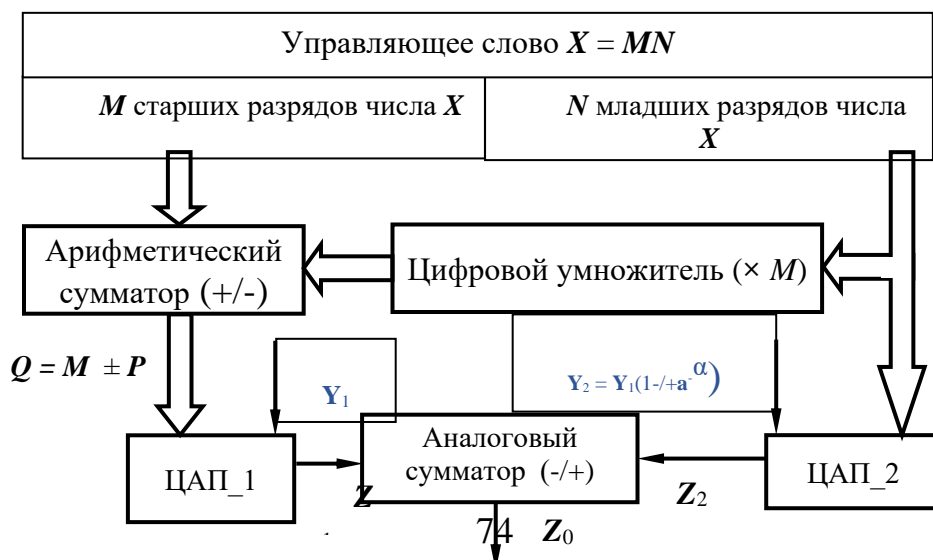 Управляющее слово X = MN
M старших разрядов числа X
N младших разрядов числа
X
Арифметический
сумматор (+/-)
Цифровой умножитель (× M)
Q = M ± P
Y1
Y2 = Y1(1-/+a-α)
Аналоговый
сумматор (-/+)
ЦАП_1
ЦАП_2
Z
Z2
74
Z0